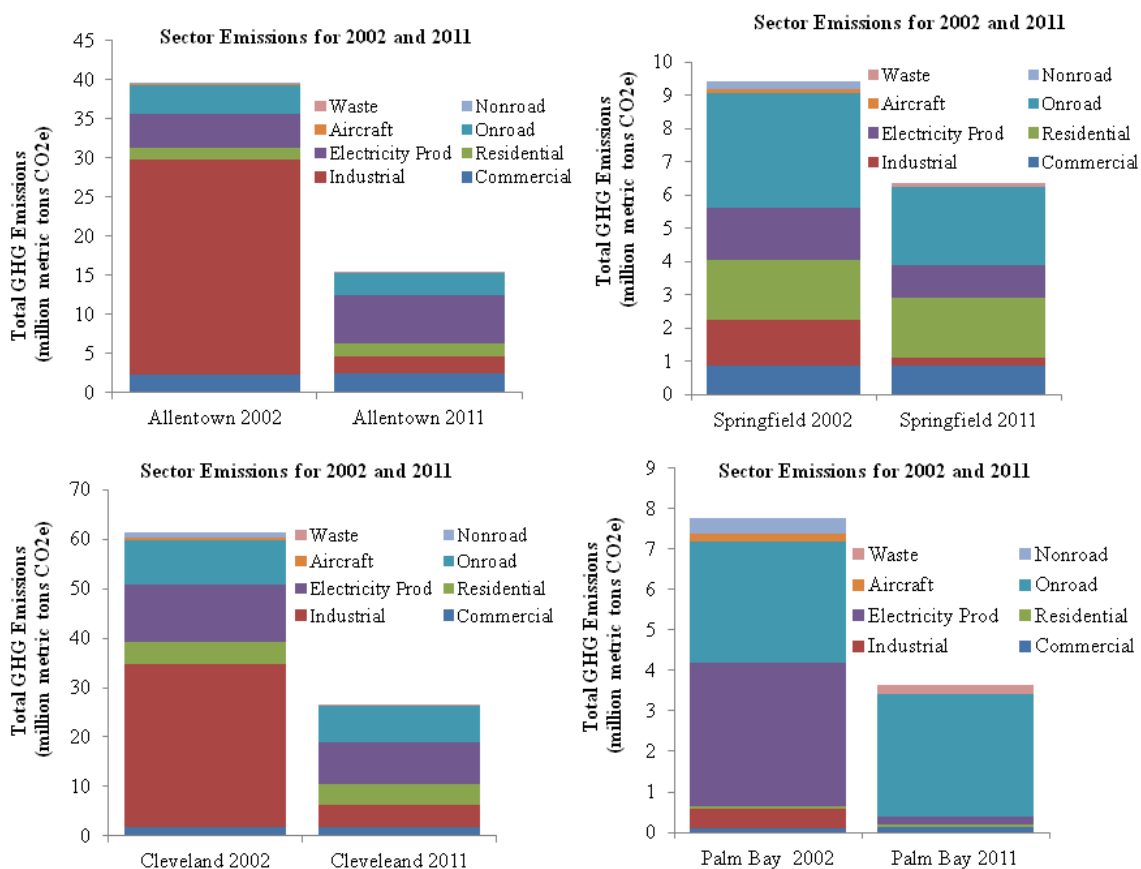 Sector Emissions for 2002 and 2011
Total GHG Emissions
(million metric tons CO2e)
45
40
35
30
25
20
15
10
5
0
Waste Nonroad
Aircraft Onroad
Electricity Prod Residential
Industrial Commercial
Allentown 2002 Allentown 2011
Sector Emissions for 2002 and 2011
Total GHG Emissions
(million metric tons CO2e)
10
9
8
7
6
5
4
3
2
1
0
Waste Nonroad
Aircraft Onroad
Electricity Prod Residential
Industrial Commercial
Springfield 2002 Springfield 2011
Sector Emissions for 2002 and 2011
Total GHG Emissions
(million metric tons CO2e)
70
60
50
40
30
20
10
0
Waste Nonroad
Aircraft Onroad
Electricity Prod Residential
Industrial Commercial
Cleveland 2002 Cleveleand 2011
Sector Emissions for 2002 and 2011
Total GHG Emissions
(million metric tons CO2e)
9
8
7
6
5
4
3
2
1
0
Waste Nonroad
Aircraft Onroad
Electricity Prod Residential
Industrial Commercial
Palm Bay 2002 Palm Bay 2011